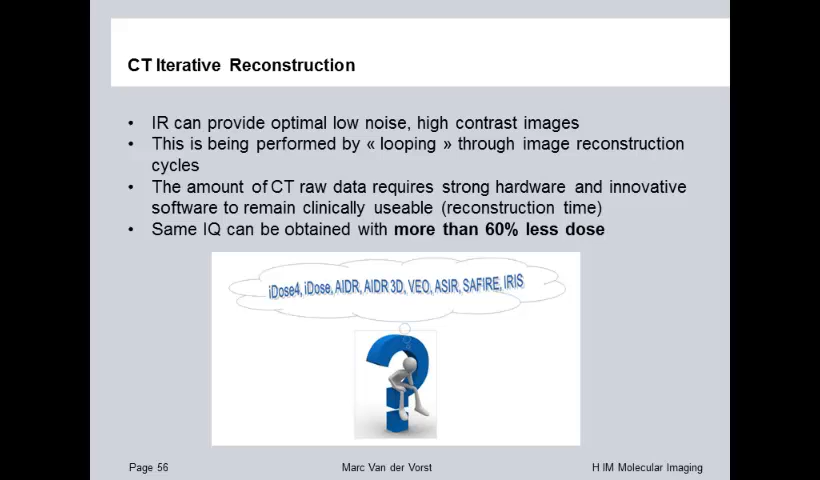 CT Iterative Reconstruction
• IR can provide optimal low noise, high contrast images
• This is being performed by « looping » through image reconstruction
cycles
• The amount of CT raw data requires strong hardware and innovative
software to remain clinically useable (reconstruction time)
• Same IQ can be obtained with more than 60% less dose
iDose4, iDose, AIDR, AIDR 3D, VEO, ASIR, SAFIRE, IRIS
Page 56 Marc Van der Vorst H IM Molecular Imaging